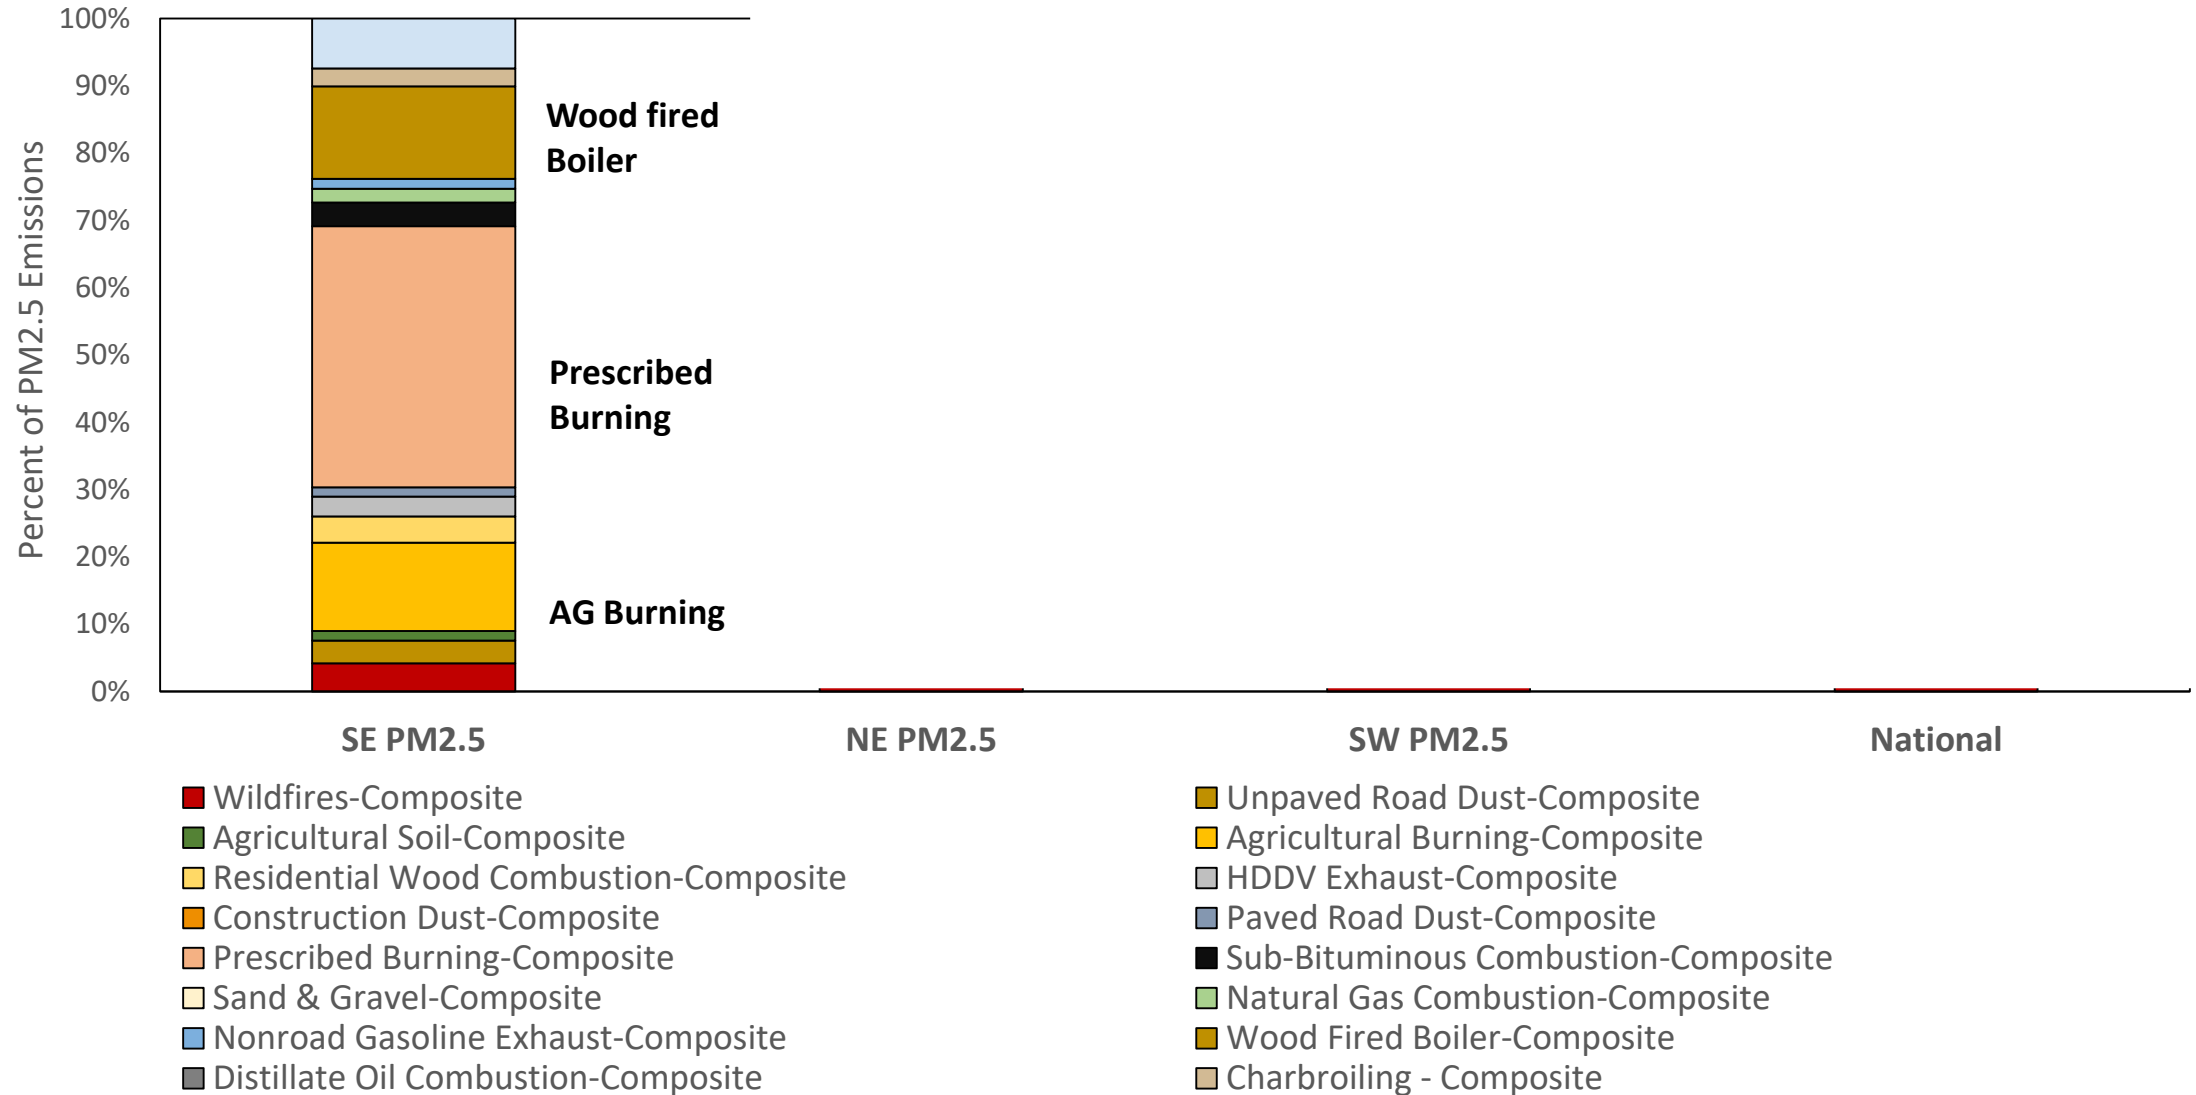 100%
90%
80%
70%
60%
50%
40%
30%
20%
10%
0%
Percent of PM2.5 Emissions
Wood fired
Boiler
Prescribed
Burning
AG Burning
SE PM2.5
NE PM2.5
SW PM2.5
National
Wildfires-Composite
Unpaved Road Dust-Composite
Agricultural Soil-Composite
Agricultural Burning-Composite
Residential Wood Combustion-Composite
HDDV Exhaust-Composite
Construction Dust-Composite
Paved Road Dust-Composite
Prescribed Burning-Composite
Sub-Bituminous Combustion-Composite
Sand & Gravel-Composite
Natural Gas Combustion-Composite
Nonroad Gasoline Exhaust-Composite
Wood Fired Boiler-Composite
Distillate Oil Combustion-Composite
Charbroiling - Composite